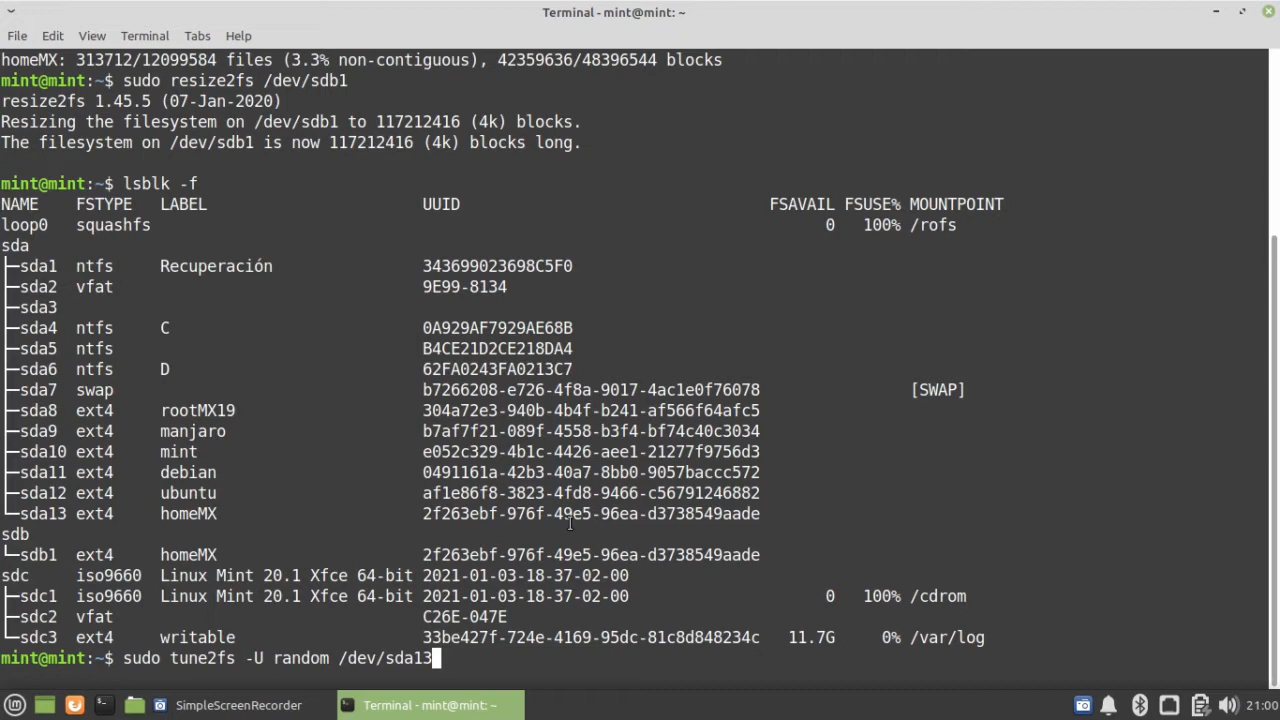 Terminal - mint@mint: ~
File Edit View Terminal Tabs Help
homeMX: 313712/12099584 files (3.3% non-contiguous), 42359636/48396544 blocks
mint@mint:~$ sudo resize2fs /dev/sdb1
resize2fs 1.45.5 (07-Jan-2020)
Resizing the filesystem on /dev/sdb1 to 117212416 (4k) blocks.
The filesystem on /dev/sdb1 is now 117212416 (4k) blocks long.
mint@mint:~$ lsblk -f
NAME FSTYPE LABEL UUID FSAVAIL FSUSE% MOUNTPOINT
loop0 squashfs 0 100% /rofs
sda
├─sda1 ntfs Recuperación 343699023698C5F0
├─sda2 vfat 9E99-8134
├─sda3
├─sda4 ntfs C 0A929AF7929AE68B
├─sda5 ntfs B4CE21D2CE218DA4
├─sda6 ntfs D 62FA0243FA0213C7
├─sda7 swap b7266208-e726-4f8a-9017-4ac1e0f76078 [SWAP]
├─sda8 ext4 rootMX19 304a72e3-940b-4b4f-b241-af566f64afc5
├─sda9 ext4 manjaro b7af7f21-089f-4558-b3f4-bf74c40c3034
├─sda10 ext4 mint e052c329-4b1c-4426-aee1-21277f9756d3
├─sda11 ext4 debian 0491161a-42b3-40a7-8bb0-9057baccc572
├─sda12 ext4 ubuntu af1e86f8-3823-4fd8-9466-c56791246882
└─sda13 ext4 homeMX 2f263ebf-976f-49e5-96ea-d3738549aade
sdb
└─sdb1 ext4 homeMX 2f263ebf-976f-49e5-96ea-d3738549aade
sdc iso9660 Linux Mint 20.1 Xfce 64-bit 2021-01-03-18-37-02-00
├─sdc1 iso9660 Linux Mint 20.1 Xfce 64-bit 2021-01-03-18-37-02-00 0 100% /cdrom
├─sdc2 vfat C26E-047E
└─sdc3 ext4 writable 33be427f-724e-4169-95dc-81c8d848234c 11.7G 0% /var/log
mint@mint:~$ sudo tune2fs -U random /dev/sda13
SimpleScreenRecorder Terminal - mint@mint: ~ 21:00